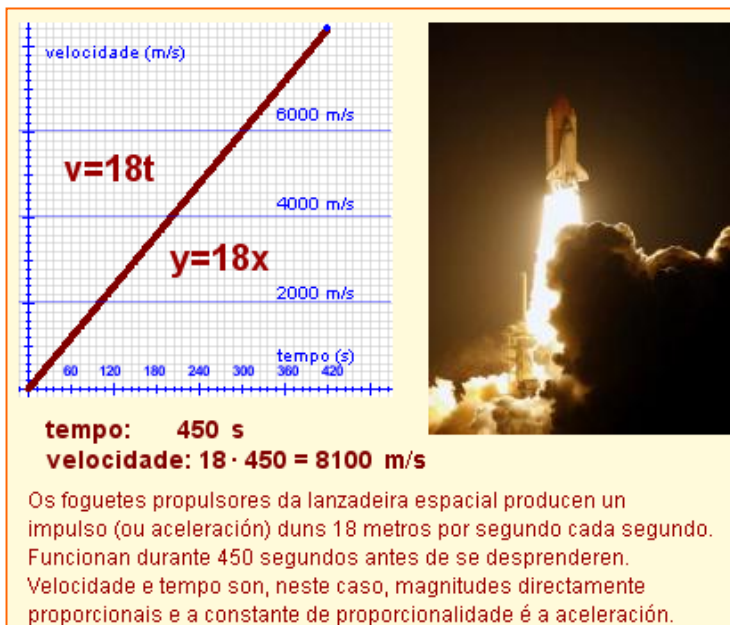 velocidade (m/s)
6000 m/s
v=18t
4000 m/s
y=18x
2000 m/s
tempo (s)
60 120 180 240 300 360 420
tempo: 450 s
velocidade: 18 · 450 = 8100 m/s
Os foguetes propulsores da lanzadeira espacial producen un
impulso (ou aceleración) duns 18 metros por segundo cada segundo.
Funcionan durante 450 segundos antes de se desprenderen.
Velocidade e tempo son, neste caso, magnitudes directamente
proporcionais e a constante de proporcionalidade é a aceleración.